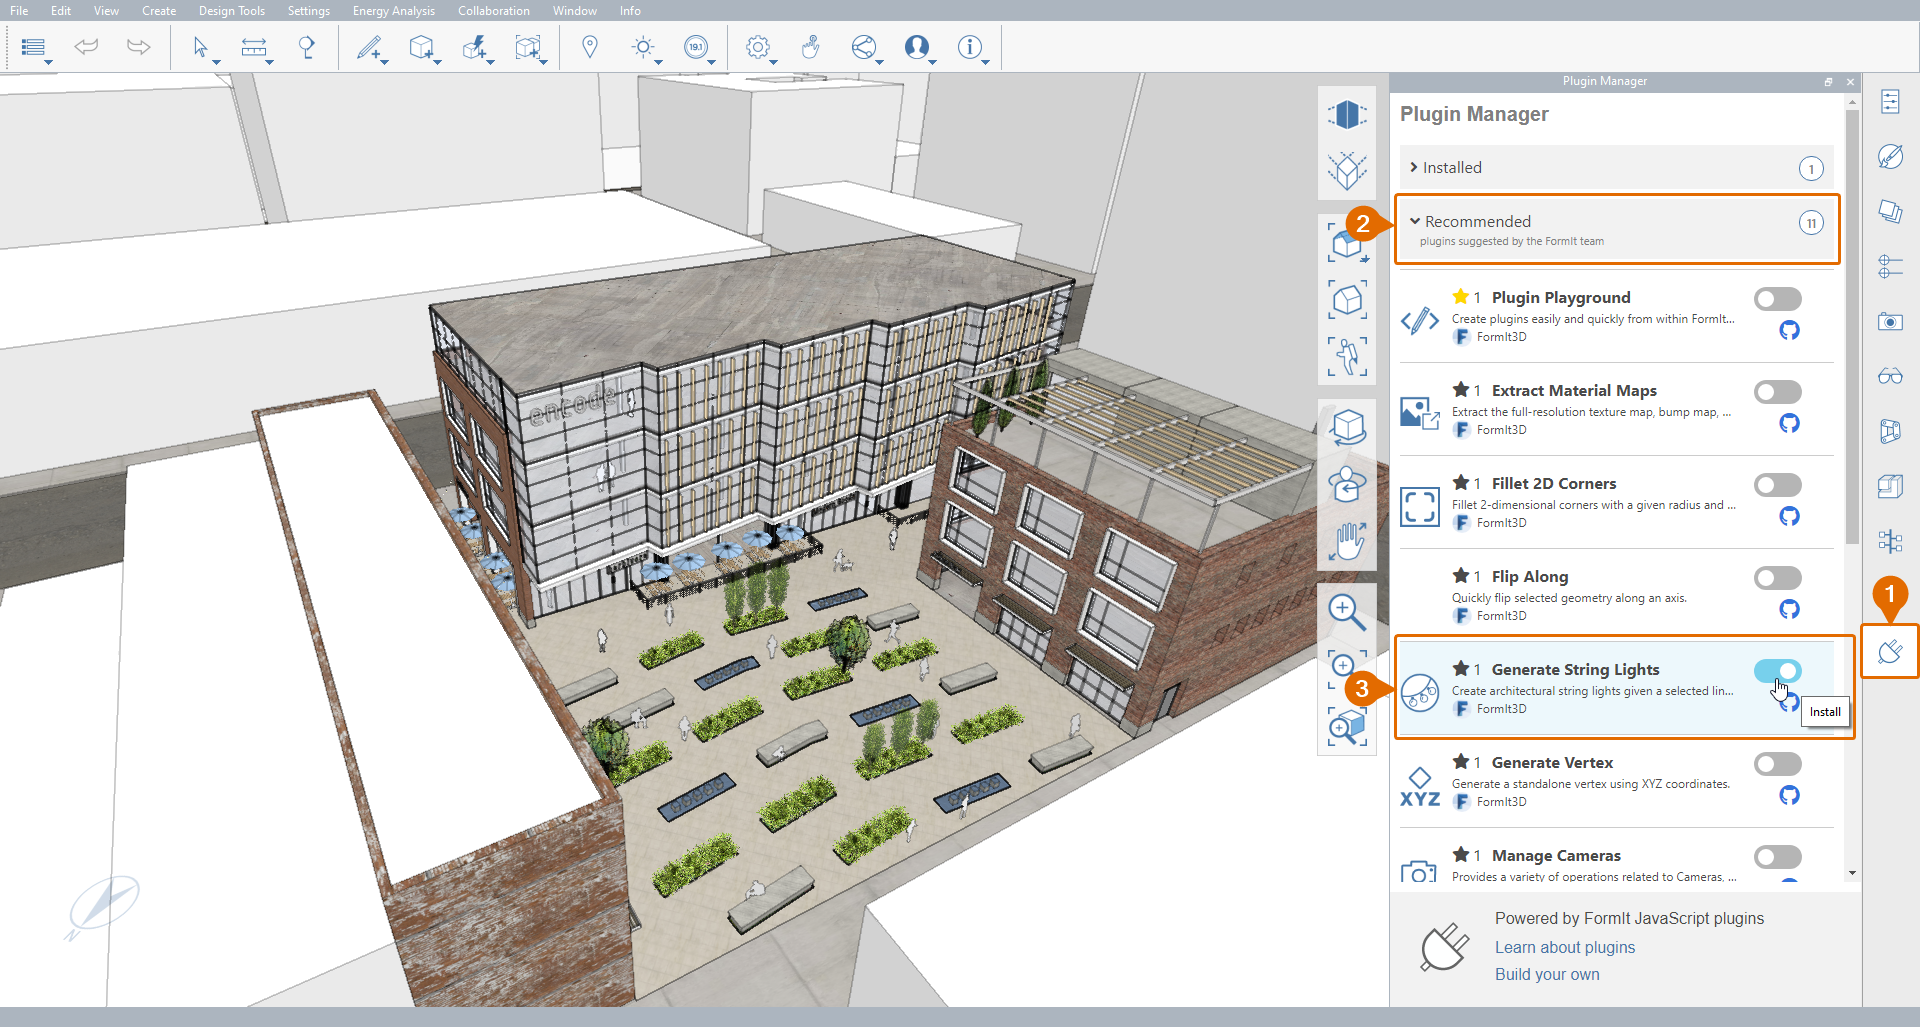 File Edit View Create Design Tools Settings Energy Analysis Collaboration Window Info
19.1
Plugin Manager
Plugin Manager
Installed 1
2
Recommended 11
plugins suggested by the FormIt team
1 Plugin Playground
Create plugins easily and quickly from within FormIt...
F FormIt3D
1 Extract Material Maps
Extract the full-resolution texture map, bump map, ...
F FormIt3D
1 Fillet 2D Corners
Fillet 2-dimensional corners with a given radius and ...
F FormIt3D
1 Flip Along
Quickly flip selected geometry along an axis.
F FormIt3D
1
3
1 Generate String Lights
Create architectural string lights given a selected lin...
F FormIt3D
Install
1 Generate Vertex
Generate a standalone vertex using XYZ coordinates.
XYZ
F FormIt3D
1 Manage Cameras
Provides a variety of operations related to Cameras, ...
Powered by FormIt JavaScript plugins
Learn about plugins
Build your own
encode
N